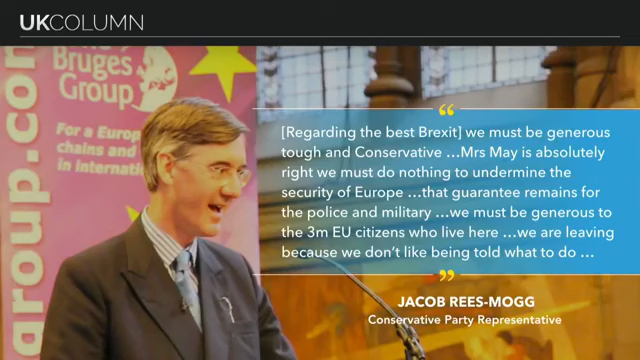 UKCOLUMN
group.com
Bruges
Group
For a Europe
chains and
in internati
“
[Regarding the best Brexit] we must be generous
tough and Conservative ...Mrs May is absolutely
right we must do nothing to undermine the
security of Europe ...that guarantee remains for
the police and military ...we must be generous to
the 3m EU citizens who live here ...we are leaving
because we don’t like being told what to do ...
”
JACOB REES-MOGG
Conservative Party Representative